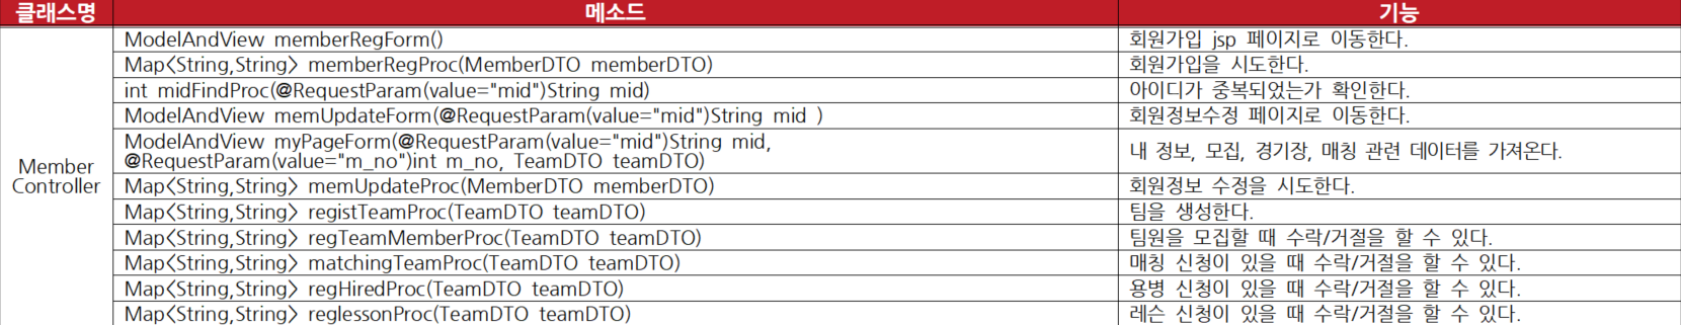 클래스명 메소드 기능
ModelAndView memberRegForm() 회원가입 jsp 페이지로 이동한다.
Map<String,String> memberRegProc(MemberDTO memberDTO) 회원가입을 시도한다.
int midFindProc(@RequestParam(value="mid")String mid) 아이디가 중복되었는가 확인한다.
ModelAndView memUpdateForm(@RequestParam(value="mid")String mid ) 회원정보수정 페이지로 이동한다.
ModelAndView myPageForm(@RequestParam(value="mid")String mid,
@RequestParam(value="m_no")int m_no, TeamDTO teamDTO) 내 정보, 모집, 경기장, 매칭 관련 데이터를 가져온다.
Member
Controller
Map<String,String> memUpdateProc(MemberDTO memberDTO) 회원정보 수정을 시도한다.
Map<String,String> registTeamProc(TeamDTO teamDTO) 팀을 생성한다.
Map<String,String> regTeamMemberProc(TeamDTO teamDTO) 팀원을 모집할 때 수락/거절을 할 수 있다.
Map<String,String> matchingTeamProc(TeamDTO teamDTO) 매칭 신청이 있을 때 수락/거절을 할 수 있다.
Map<String,String> regHiredProc(TeamDTO teamDTO) 용병 신청이 있을 때 수락/거절을 할 수 있다.
Map<String,String> reglessonProc(TeamDTO teamDTO) 레슨 신청이 있을 때 수락/거절을 할 수 있다.